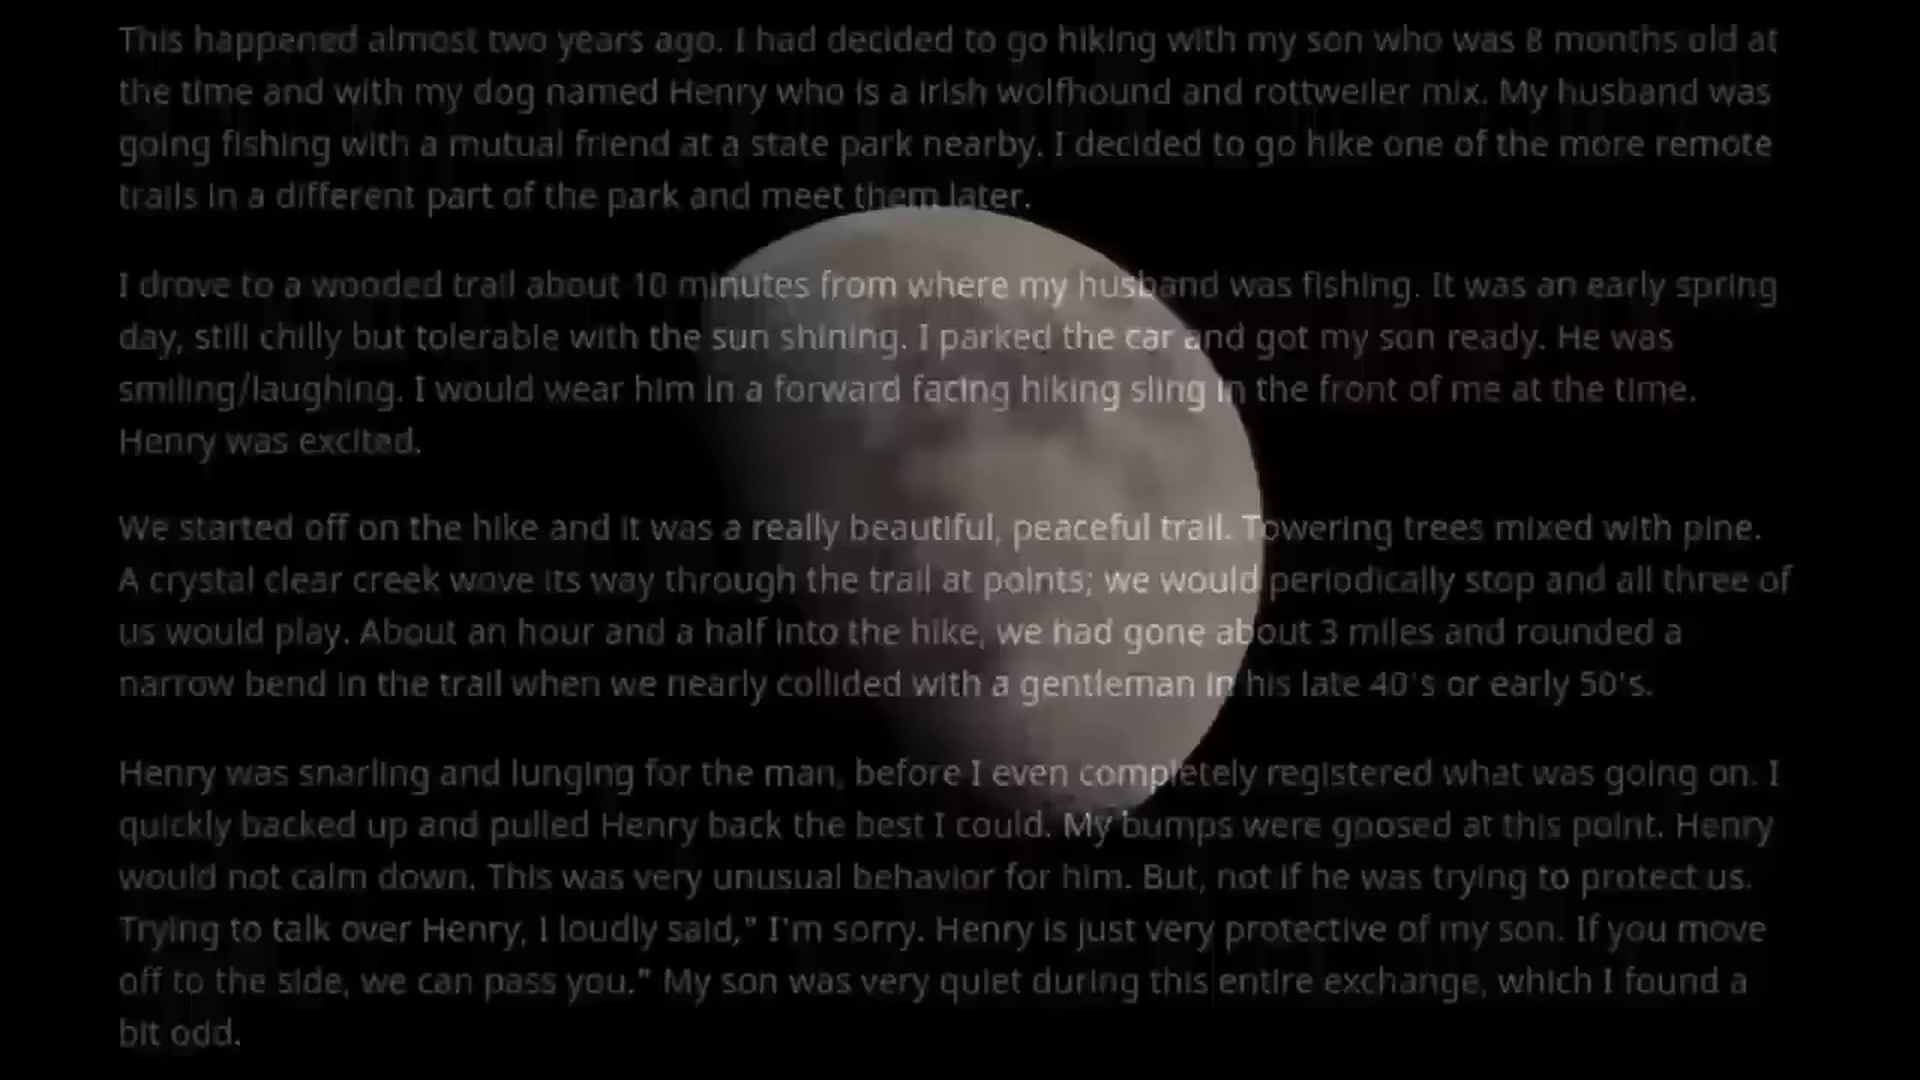 This happened almost two years ago. I had decided to go hiking with my son who was 8 months old at
the time and with my dog named Henry who is a irish wolfhound and rottweiler mix. My husband was
going fishing with a mutual friend at a state park nearby. I decided to go hike one of the more remote
trails in a different part of the park and meet them later.
I drove to a wooded trail about 10 minutes from where my husband was fishing. It was an early spring
day, still chilly but tolerable with the sun shining. I parked the car and got my son ready. He was
smiling/laughing. I would wear him in a forward facing hiking sling in the front of me at the time.
Henry was excited.
We started off on the hike and it was a really beautiful, peaceful trail. Towering trees mixed with pine.
A crystal clear creek wove its way through the trail at points; we would periodically stop and all three of
us would play. About an hour and a half into the hike, we had gone about 3 miles and rounded a
narrow bend in the trail when we nearly collided with a gentleman in his late 40's or early 50's.
Henry was snarling and lunging for the man, before I even completely registered what was going on. I
quickly backed up and pulled Henry back the best I could. My bumps were goosed at this point. Henry
would not calm down. This was very unusual behavior for him. But, not if he was trying to protect us.
Trying to talk over Henry, I loudly said," I'm sorry. Henry is just very protective of my son. If you move
off to the side, we can pass you." My son was very quiet during this entire exchange, which I found a
bit odd.